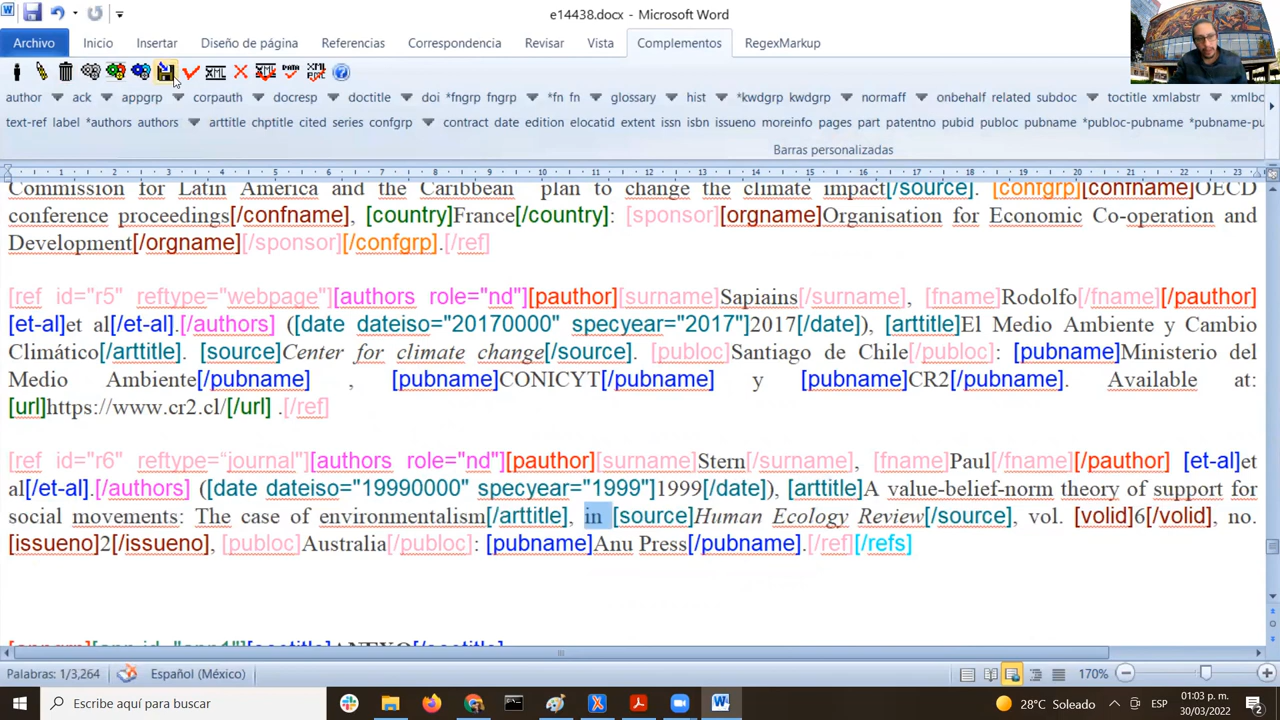 e14438.docx - Microsoft Word
Archivo Inicio Insertar Diseño de página Referencias Correspondencia Revisar Vista Complementos RegexMarkup
author ack appgrp corpauth docresp doctitle doi *fngrp fngrp *fn fn glossary hist *kwdgrp kwdgrp normaff onbehalf related subdoc toctitle xmlabstr xmlbc
text-ref label *authors authors arttitle chptitle cited series confgrp contract date edition elocatid extent issn isbn issueno moreinfo pages part patentno pubid publoc pubname *publoc-pubname *pubname-pu
Barras personalizadas
Commission for Latin America and the Caribbean plan to change the climate impact[/source]. [confgrp][confname]OECD
conference proceedings[/confname], [country]France[/country]: [sponsor][orgname]Organisation for Economic Co-operation and
Development[/orgname][/sponsor][/confgrp].[/ref]
[ref id="r5" reftype="webpage"][authors role="nd"][pauthor][surname]Sapiains[/surname], [fname]Rodolfo[/fname][/pauthor]
[et-al]et al[/et-al].[/authors] ([date dateiso="20170000" specyear="2017"]2017[/date]), [arttitle]El Medio Ambiente y Cambio
Climático[/arttitle]. [source]Center for climate change[/source]. [publoc]Santiago de Chile[/publoc]: [pubname]Ministerio del
Medio Ambiente[/pubname] , [pubname]CONICYT[/pubname] y [pubname]CR2[/pubname]. Available at:
[url]https://www.cr2.cl/[/url] .[/ref]
[ref id="r6" reftype=“journal"][authors role="nd"][pauthor][surname]Stern[/surname], [fname]Paul[/fname][/pauthor] [et-al]et
al[/et-al].[/authors] ([date dateiso="19990000" specyear="1999"]1999[/date]), [arttitle]A value-belief-norm theory of support for
social movements: The case of environmentalism[/arttitle], in [source]Human Ecology Review[/source], vol. [volid]6[/volid], no.
[issueno]2[/issueno], [publoc]Australia[/publoc]: [pubname]Anu Press[/pubname].[/ref][/refs]
Palabras: 1/3,264 Español (México) 170%
Escribe aquí para buscar
28°C Soleado ESP 01:03 p. m.
30/03/2022